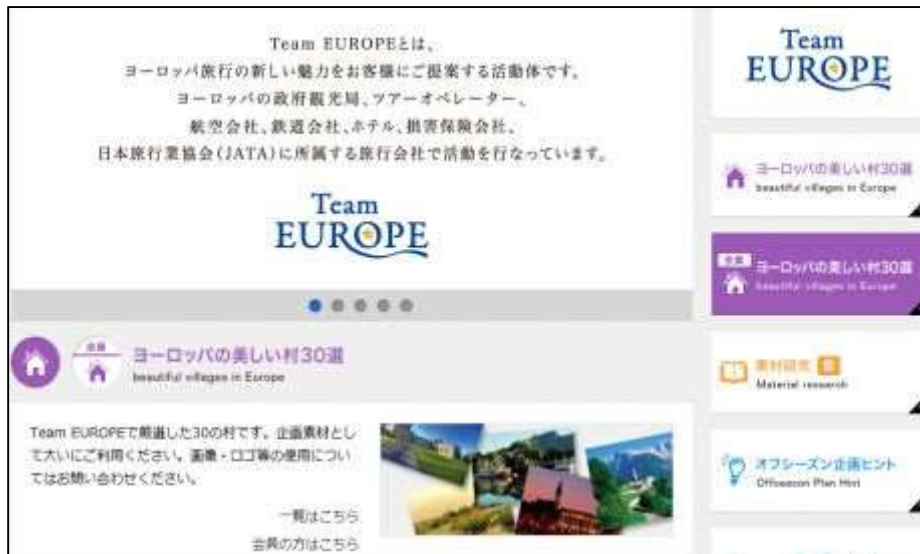 Team EUROPEとは、
ヨーロッパ旅行の新しい魅力をお客様にご提案する活動体です。
ヨーロッパの政府観光局、ツアーオペレーター、
航空会社、鉄道会社、ホテル、損害保険会社、
日本旅行業協会(JATA)に所属する旅行会社で活動を行なっています。
Team
EUROPE
会員
ヨーロッパの美しい村30選
beautiful villages in Europe
Team EUROPEで厳選した30の村です。企画素材とし
て大いにご利用ください。画像・ロゴ等の使用につい
てはお問い合わせください。
一覧はこちら
会員の方はこちら
Team
EUROPE
ヨーロッパの美しい村30選
beautiful villages in Europe
会員
ヨーロッパの美しい村30選
beautiful villages in Europe
素材研究
Material research
オフシーズン企画ヒント
Offseason Plan Hint